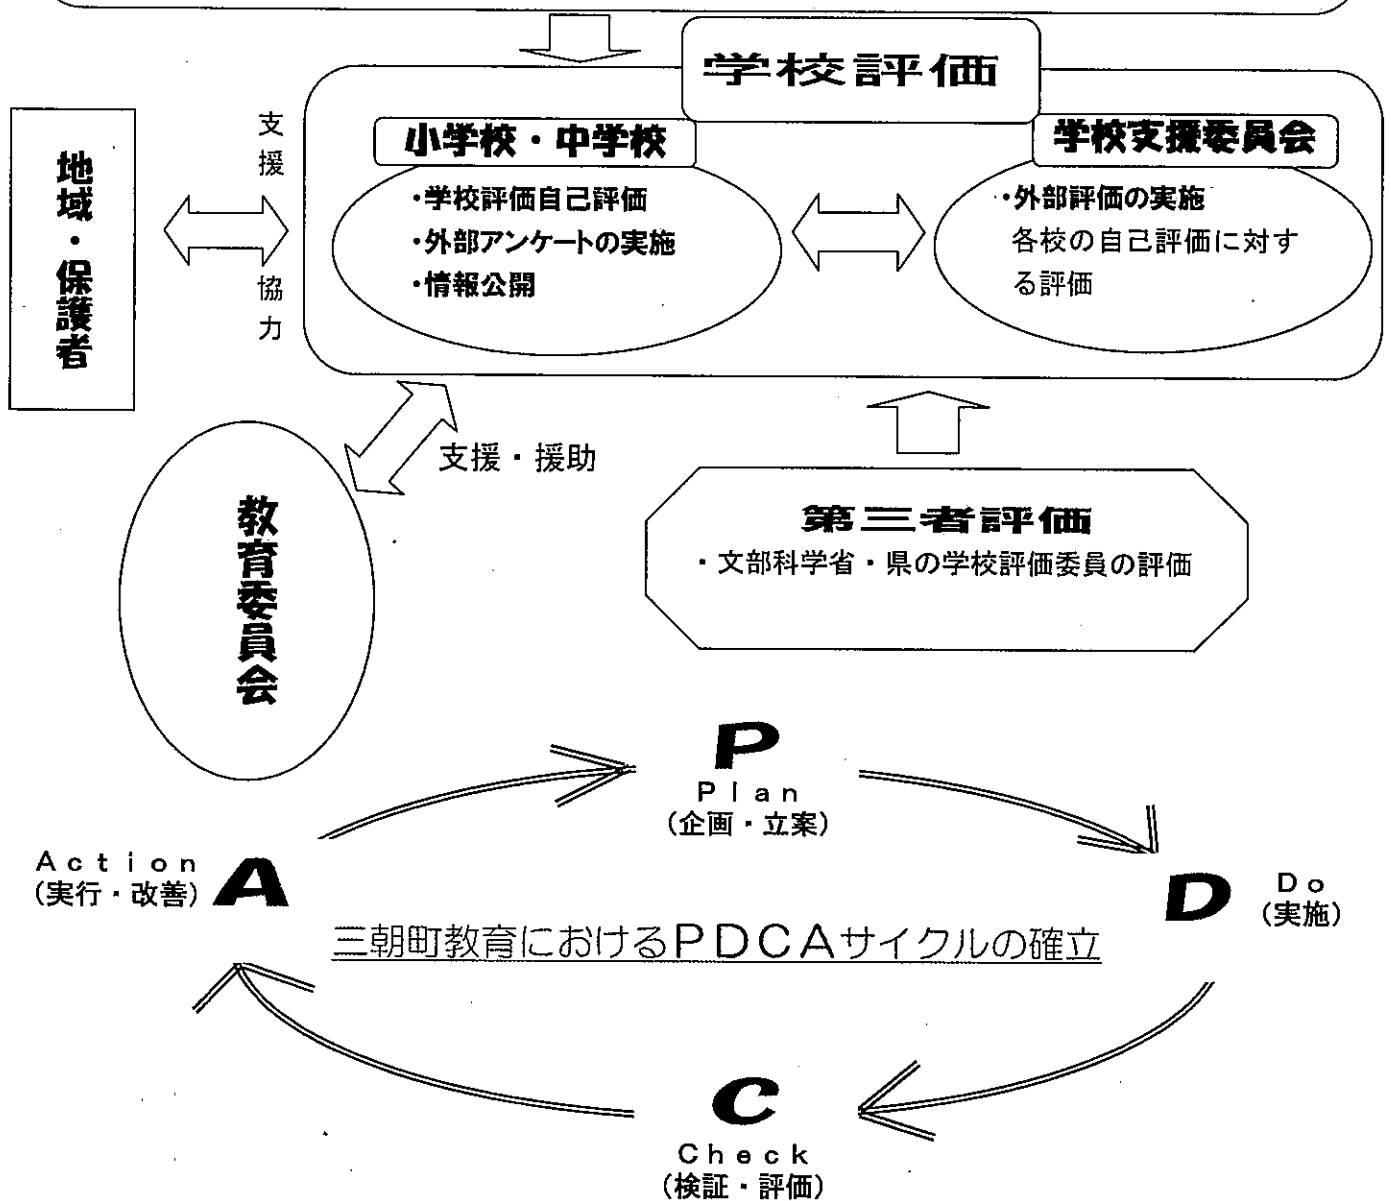 学校評価
小学校・中学校
・学校評価自己評価
・外部アンケートの実施
・情報公開
学校支援委員会
・外部評価の実施
各校の自己評価に対す
る評価
地域・保護者
支援
協力
支援・援助
教育委員会
第三者評価
・文部科学省・県の学校評価委員の評価
P
Plan
(企画・立案)
Action
(実行・改善)
A
D
Do
(実施)
三朝町教育におけるPDCAサイクルの確立
C
Check
(検証・評価)